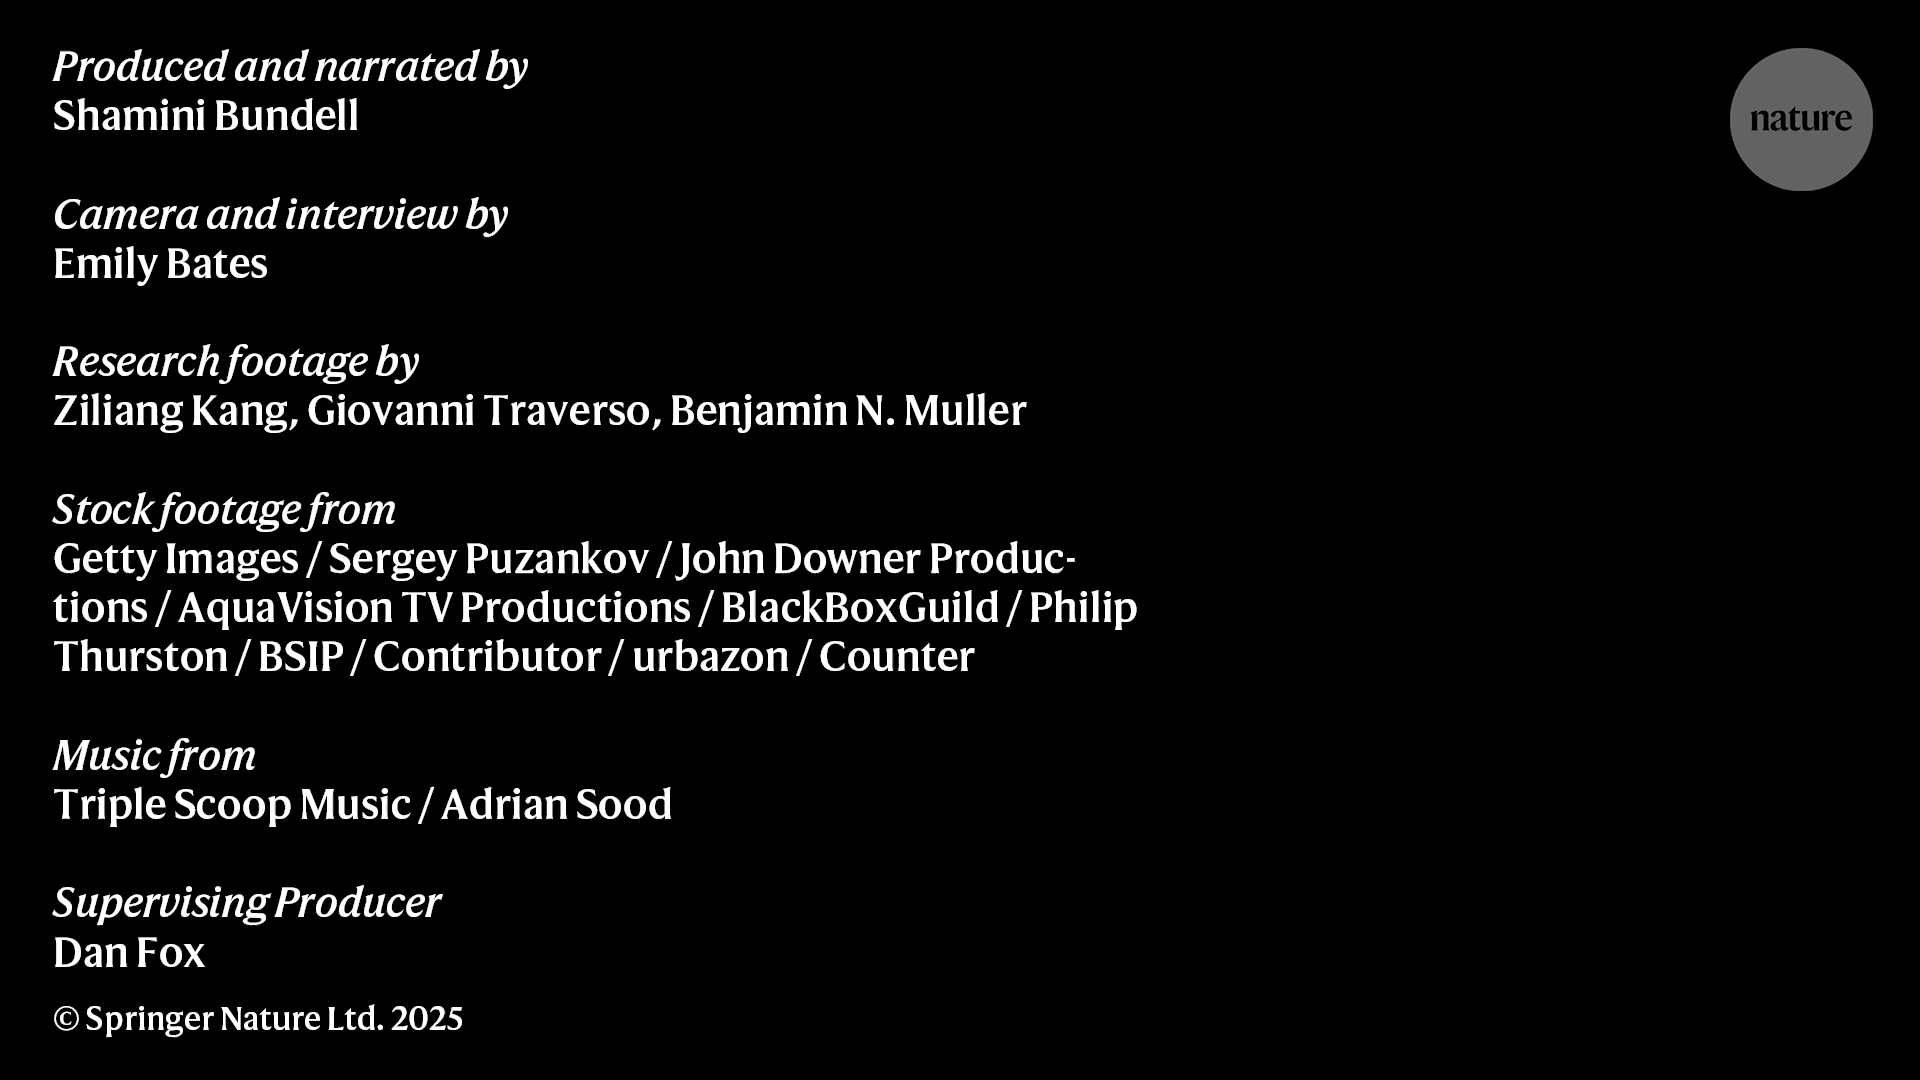 Produced and narrated by
Shamini Bundell
nature
Camera and interview by
Emily Bates
Research footage by
Ziliang Kang, Giovanni Traverso, Benjamin N. Muller
Stock footage from
Getty Images / Sergey Puzankov / John Downer Produc-
tions / AquaVision TV Productions / BlackBoxGuild / Philip
Thurston / BSIP / Contributor / urbazon / Counter
Music from
Triple Scoop Music / Adrian Sood
Supervising Producer
Dan Fox
© Springer Nature Ltd. 2025